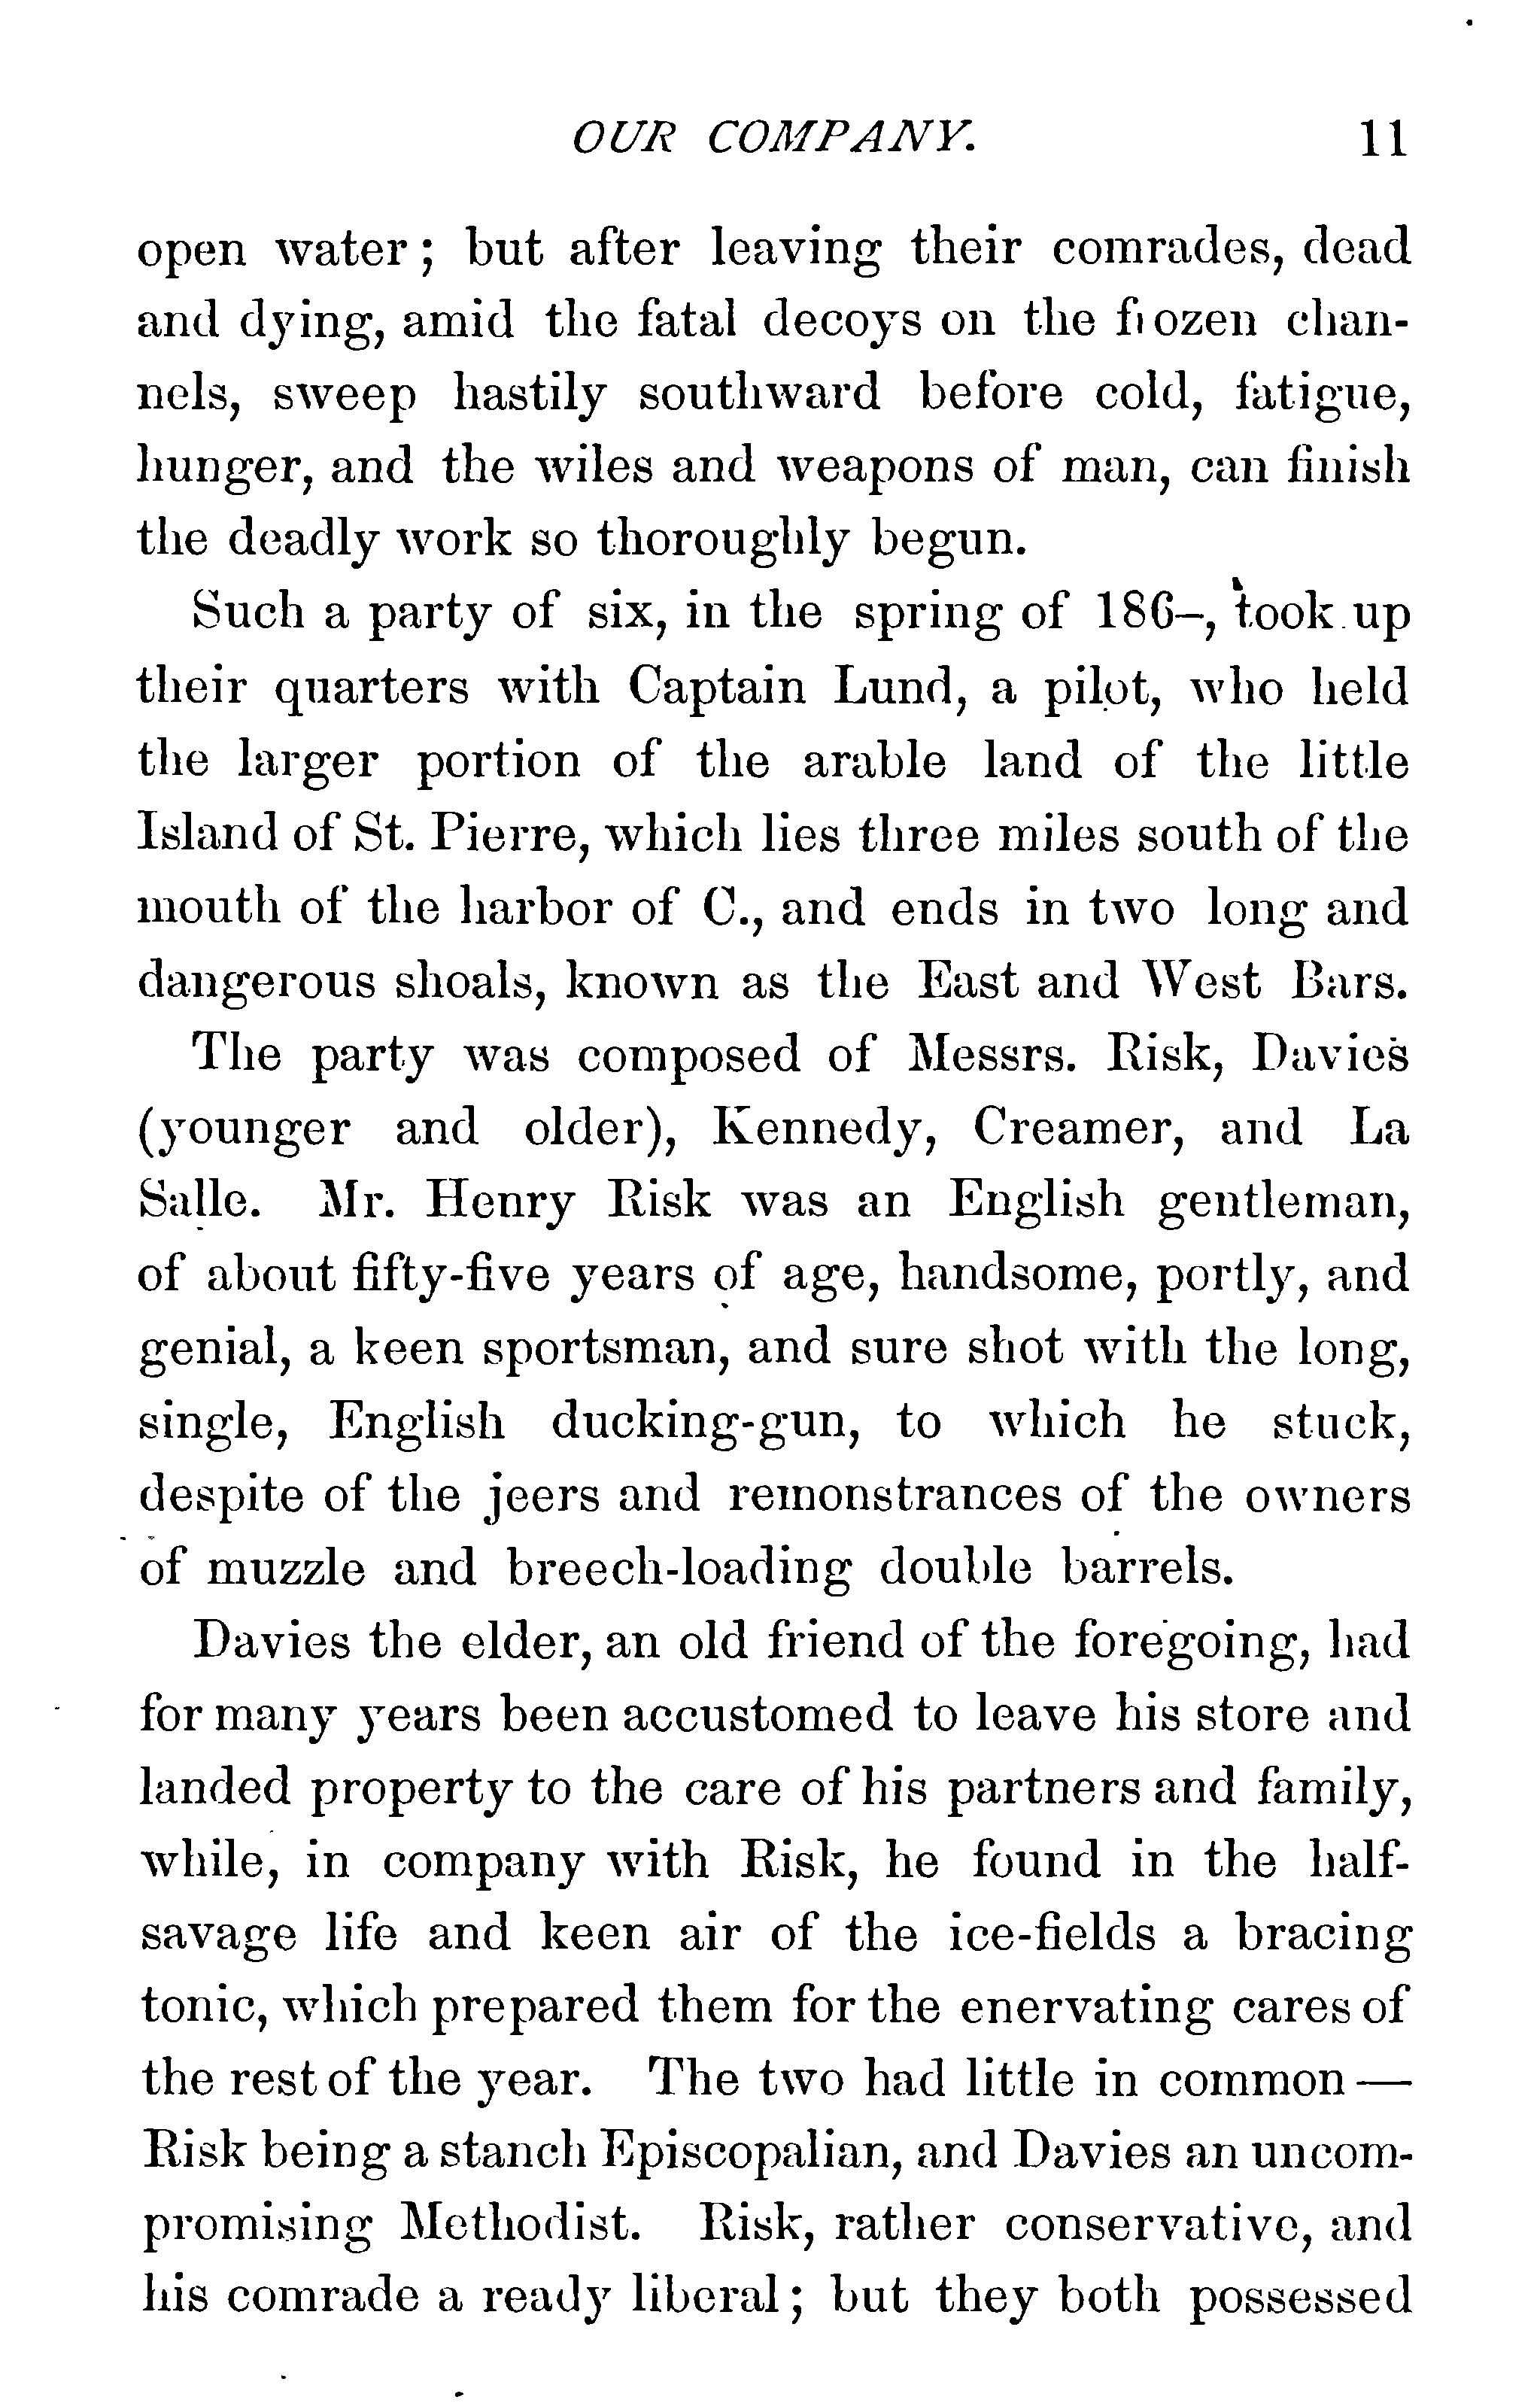 OUR COMPANY. 11
open water; but after leaving their comrades, dead
and dying, amid the fatal decoys on the frozen chan-
nels, sweep hastily southward before cold, fatigue,
hunger, and the wiles and weapons of man, can finish
the deadly work so thoroughly begun.
Such a party of six, in the spring of 186–, took up
their quarters with Captain Lund, a pilot, who held
the larger portion of the arable land of the little
Island of St. Pierre, which lies three miles south of the
mouth of the harbor of C., and ends in two long and
dangerous shoals, known as the East and West Bars.
The party was composed of Messrs. Risk, Davies
(younger and older), Kennedy, Creamer, and La
Salle. Mr. Henry Risk was an English gentleman,
of about fifty-five years of age, handsome, portly, and
genial, a keen sportsman, and sure shot with the long,
single, English ducking-gun, to which he stuck,
despite of the jeers and remonstrances of the owners
of muzzle and breech-loading double barrels.
Davies the elder, an old friend of the foregoing, had
for many years been accustomed to leave his store and
landed property to the care of his partners and family,
while, in company with Risk, he found in the half-
savage life and keen air of the ice-fields a bracing
tonic, which prepared them for the enervating cares of
the rest of the year. The two had little in common —
Risk being a stanch Episcopalian, and Davies an uncom-
promising Methodist. Risk, rather conservative, and
his comrade a ready liberal; but they both possessed